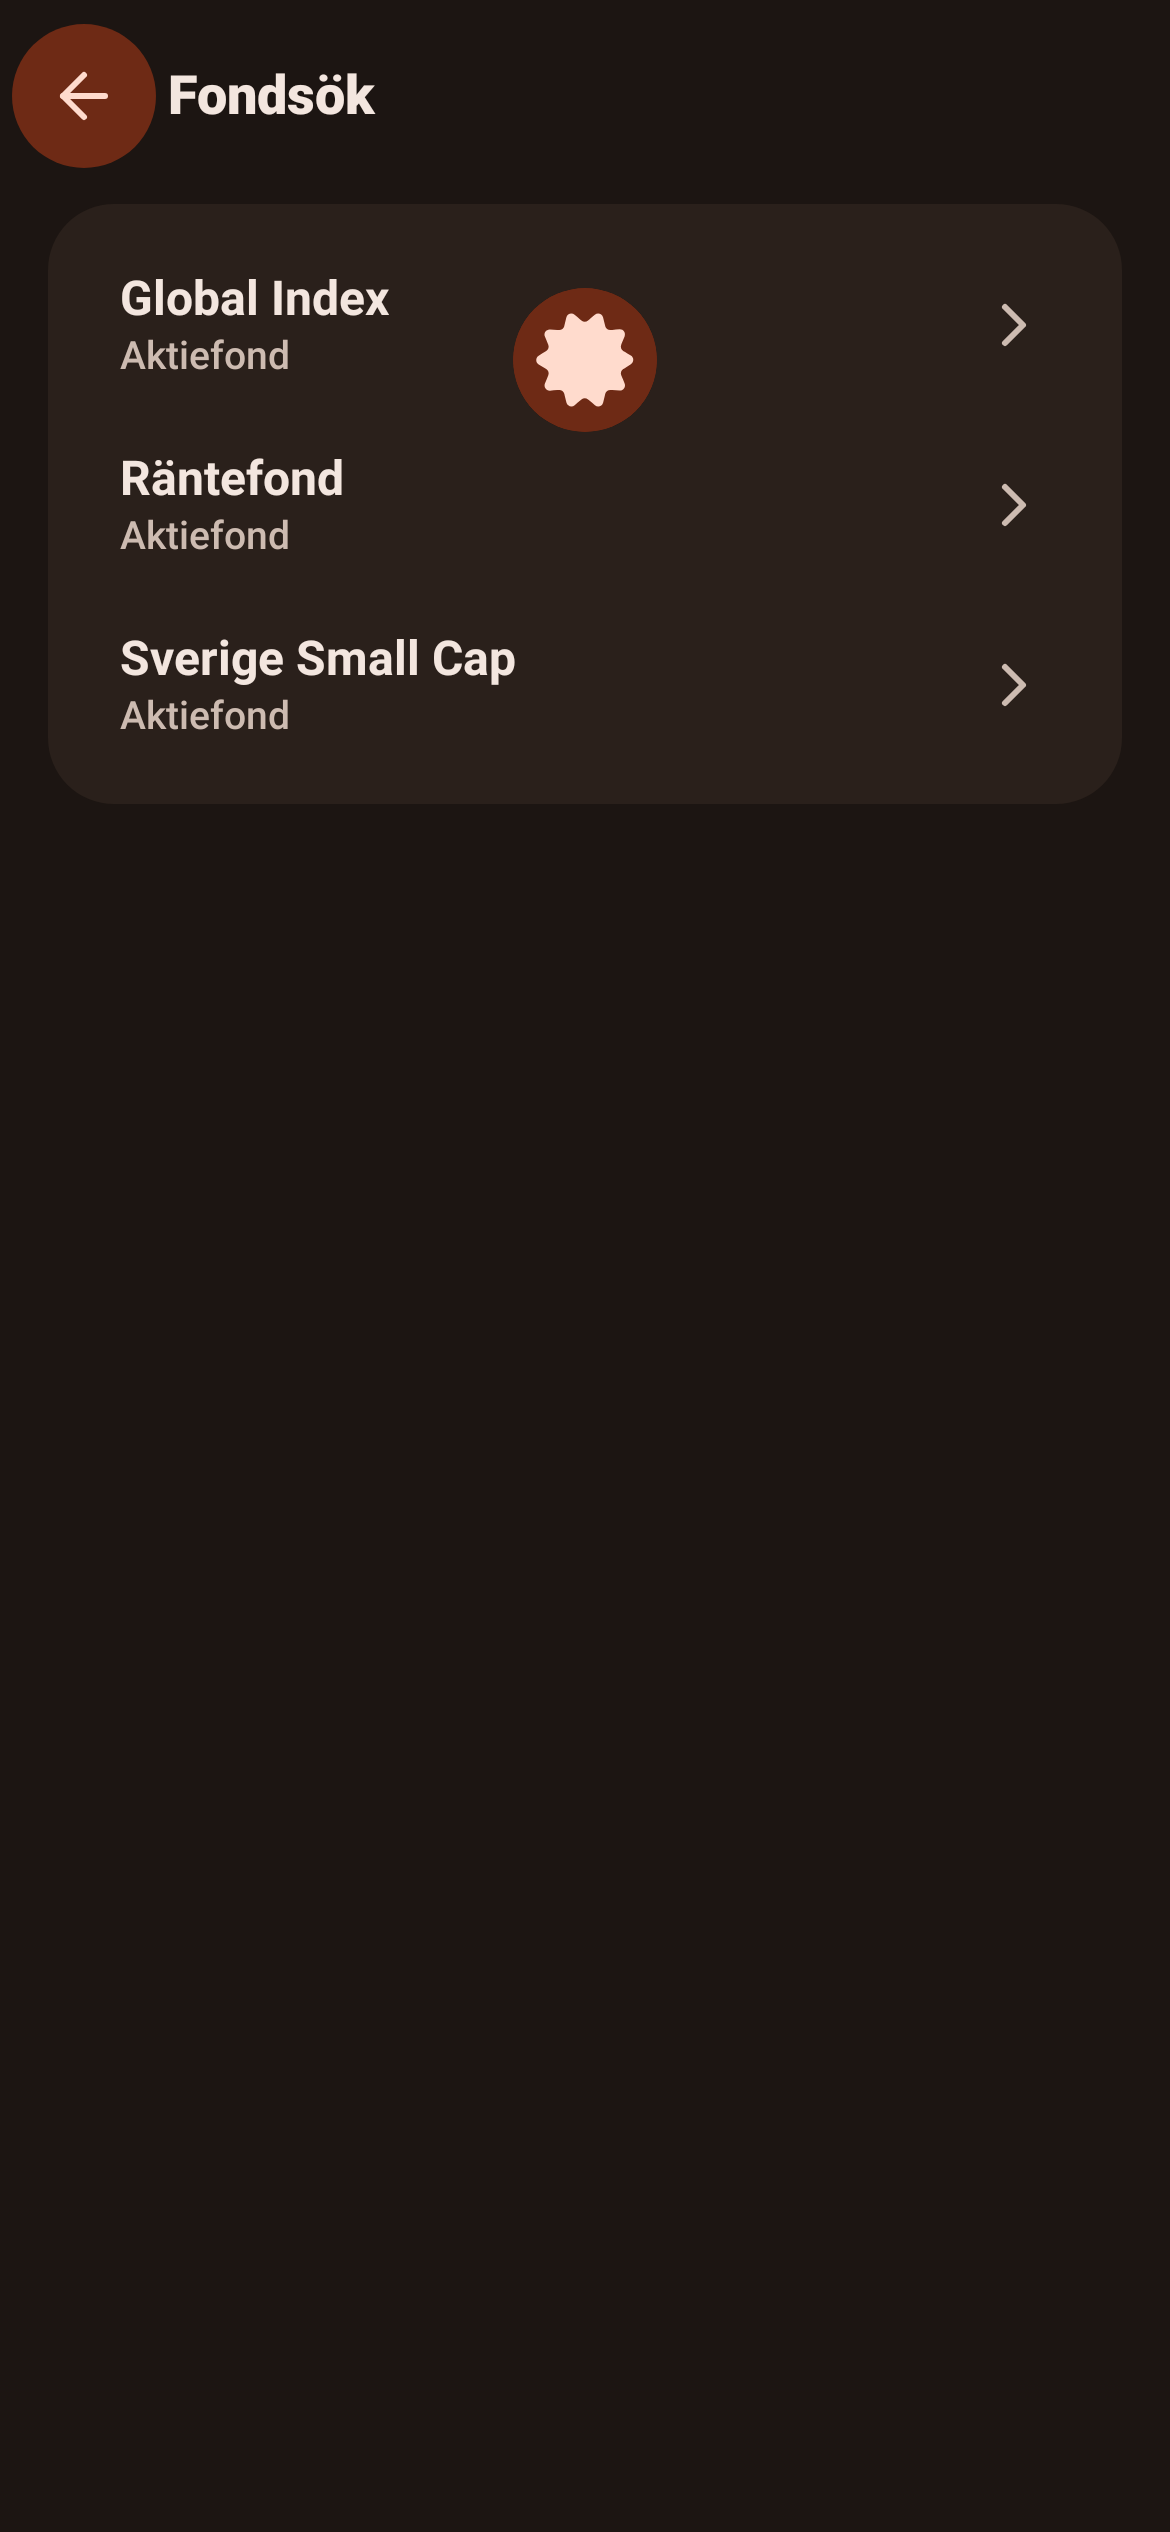 Fondsök
Global Index
Aktiefond
Räntefond
Aktiefond
Sverige Small Cap
Aktiefond